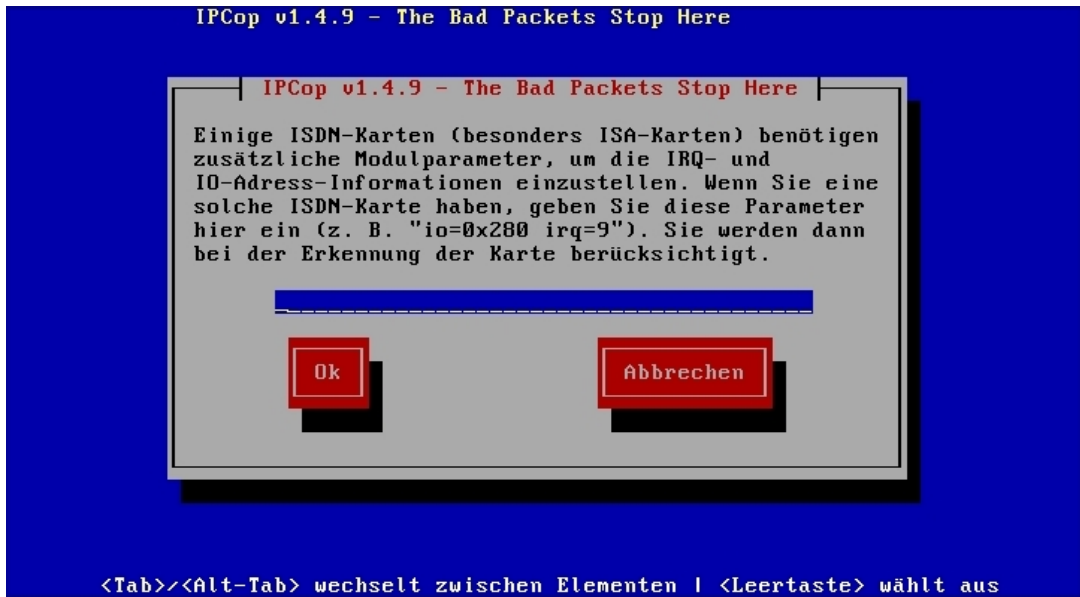 IPCop v1.4.9 - The Bad Packets Stop Here
IPCop v1.4.9 - The Bad Packets Stop Here
Einige ISDN-Karten (besonders ISA-Karten) benötigen
zusätzliche Modulparameter, um die IRQ- und
IO-Adress-Informationen einzustellen. Wenn Sie eine
solche ISDN-Karte haben, geben Sie diese Parameter
hier ein (z. B. "io=0x280 irq=9"). Sie werden dann
bei der Erkennung der Karte berücksichtigt.
Ok Abbrechen
<Tab>/<Alt-Tab> wechselt zwischen Elementen | <Leertaste> wählt aus